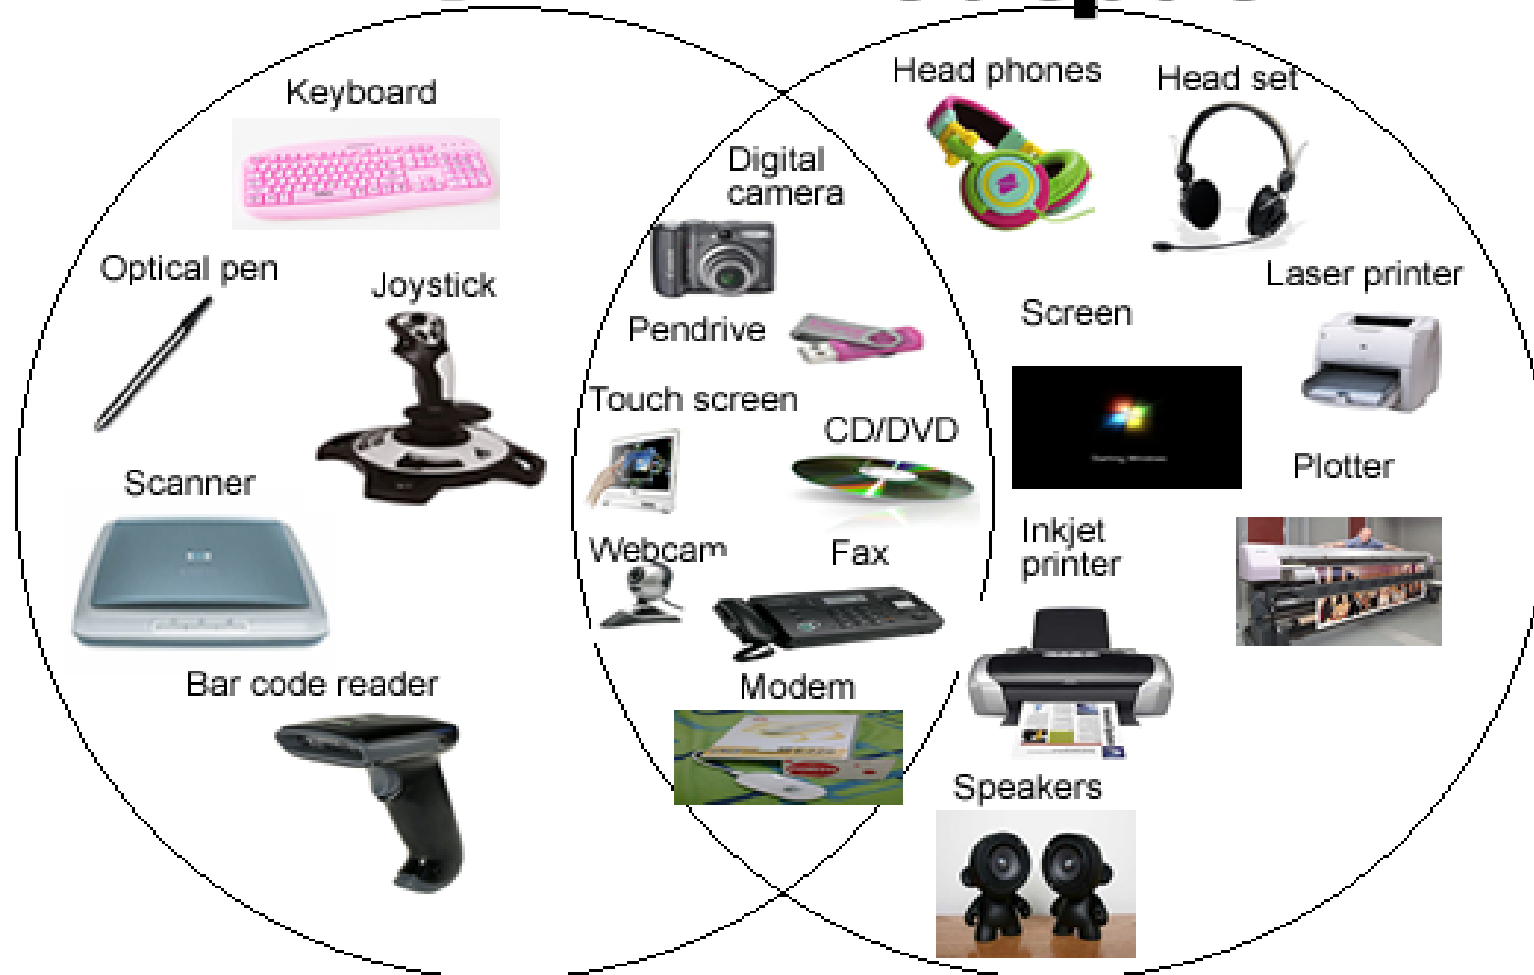 Keyboard
Optical pen
Joystick
Scanner
Bar code reader
Digital
camera
Pendrive
Touch screen
CD/DVD
Webcam
Fax
Modem
Head phones
Head set
Laser printer
Screen
Plotter
Inkjet
printer
Speakers